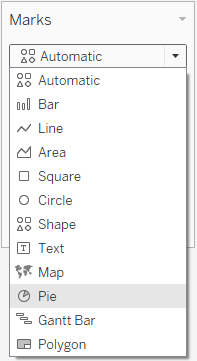 Marks
Automatic
Automatic
Bar
Line
Area
Square
Circle
Shape
T Text
Map
Pie
Gantt Bar
Polygon